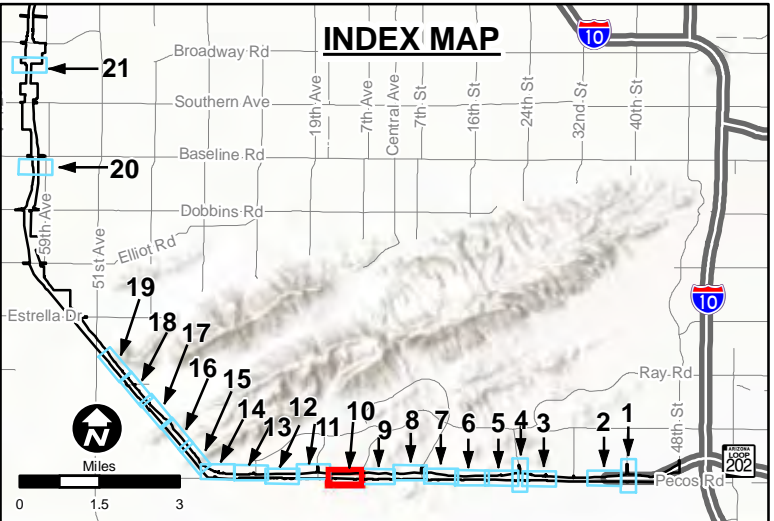 INDEX MAP
10
Broadway Rd
21
Southern Ave
19th Ave
7th Ave
Central Ave
7th St
16th St
24th St
32nd St
40th St
Baseline Rd
20
Dobbins Rd
59th Ave
51st Ave
Elliot Rd
10
Estrella Dr
19
18
17
16
15
14
13
12
11
10
9
8
7
6
5
4
3
2
1
Ray Rd
48th St
ARIZONA
LOOP
202
Pecos Rd
N
Miles
0 1.5 3